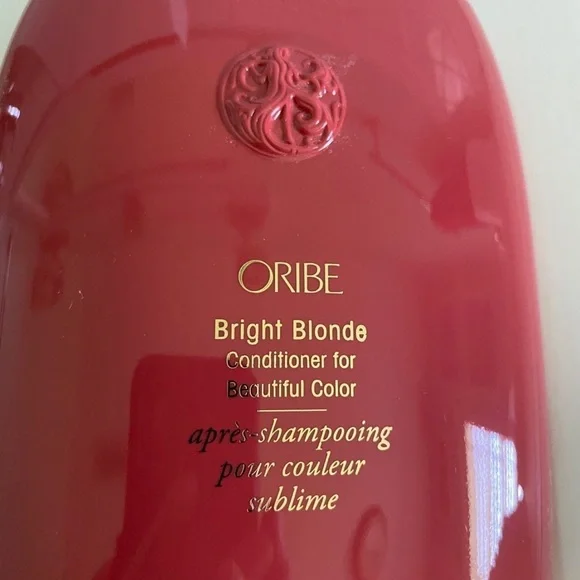 ORIBE
Bright Blonde
Conditioner for
Beautiful Color
après-shampooing
pour couleur
sublime